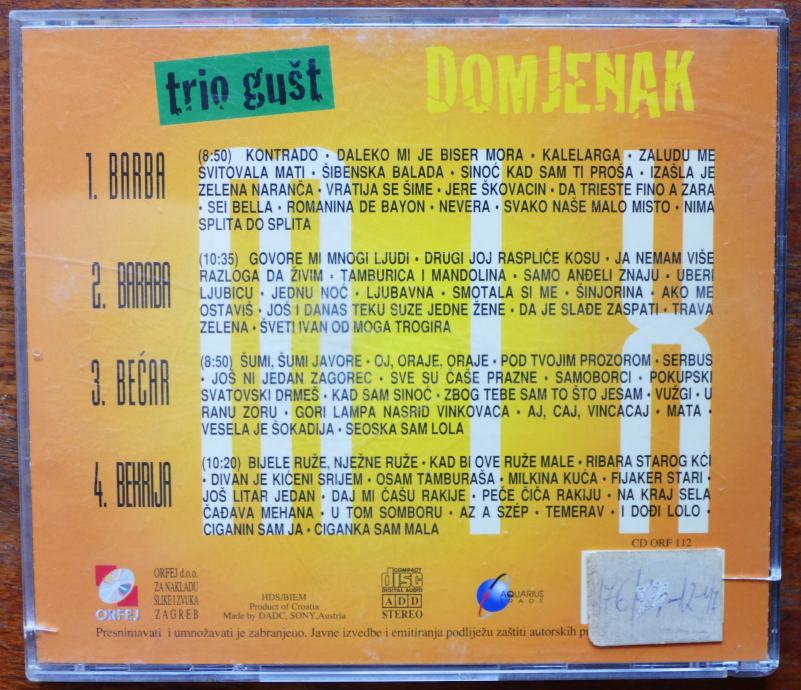 trio gušt
DOMJENAK
MIX
1. BARBA
(8:50) KONTRADO • DALEKO MI JE BISER MORA • KALELARGA • ZALUDU ME
SVITOVALA MATI • ŠIBENSKA BALADA • SINOĆ KAD SAM TI PROŠA • IZAŠLA JE
ZELENA NARANČA • VRATIJA SE ŠIME • JERE ŠKOVACIN • DA TRIESTE FINO A ZARA
• SEI BELLA • ROMANINA DE BAYON • NEVERA • SVAKO NAŠE MALO MISTO • NIMA
SPLITA DO SPLITA
2. BARABA
(10:35) GOVORE MI MNOGI LJUDI • DRUGI JOJ RASPLIĆE KOSU • JA NEMAM VIŠE
RAZLOGA DA ŽIVIM • TAMBURICA I MANDOLINA • SAMO ANĐELI ZNAJU • UBERI
LJUBICU • JEDNU NOĆ • LJUBAVNA • SMOTALA SI ME • ŠINJORINA • AKO ME
OSTAVIŠ • JOŠ I DANAS TEKU SUZE JEDNE ŽENE • DA JE SLAĐE ZASPATI • TRAVA
ZELENA • ŠVETI IVAN OD MOGA TROGIRA
3. BEĆAR
(8:50) ŠUMI, ŠUMI JAVORE • OJ, ORAJE, ORAJE • POD TVOJIM PROZOROM • SERBUS
• JOŠ NI JEDAN ZAGOREC • SVE SU ČAŠE PRAZNE • SAMOBORCI • POKUPSKI
SVATOVSKI DRMEŠ • KAD SAM SINOĆ • ZBOG TEBE SAM TO ŠTO JESAM • VUŽGI • U
RANU ZORU • GORI LAMPA NASRID VINKOVACA • AJ, CAJ, VINCACAJ • MATA •
VESELA JE ŠOKADIJA • SEOSKA SAM LOLA
4. BEKRIJA
(10:20) BIJELE RUŽE, NJEŽNE RUŽE • KAD BI OVE RUŽE MALE • RIBARA STAROG KĆI
• DIVAN JE KIĆENI SRIJEM • OSAM TAMBURAŠA • MILKINA KUĆA • FIJAKER STARI •
JOŠ LITAR JEDAN • DAJ MI ČAŠU RAKIJE • PEČE ČIČA RAKIJU • NA KRAJ SELA
ČAĐAVA MEHANA • U TOM SOMBORU • AZ A SZÉP • TEMERAV • I DOĐI LOLO •
CIGANIN SAM JA • CIGANKA SAM MALA
CD ORF 112
ORFEJ
ORFEJ d.o.o.
ZA NAKLADU
SLIKE I ZVUKA
ZAGREB
HDS/BIEM
Product of Croatia
Made by DADC, SONY, Austria
COMPACT
disc
DIGITAL AUDIO
ADD
STEREO
AQUARIUS
TRADE
Presnimavati i umnožavati je zabranjeno. Javne izvedbe i emitiranja podliježu zaštiti autorskih